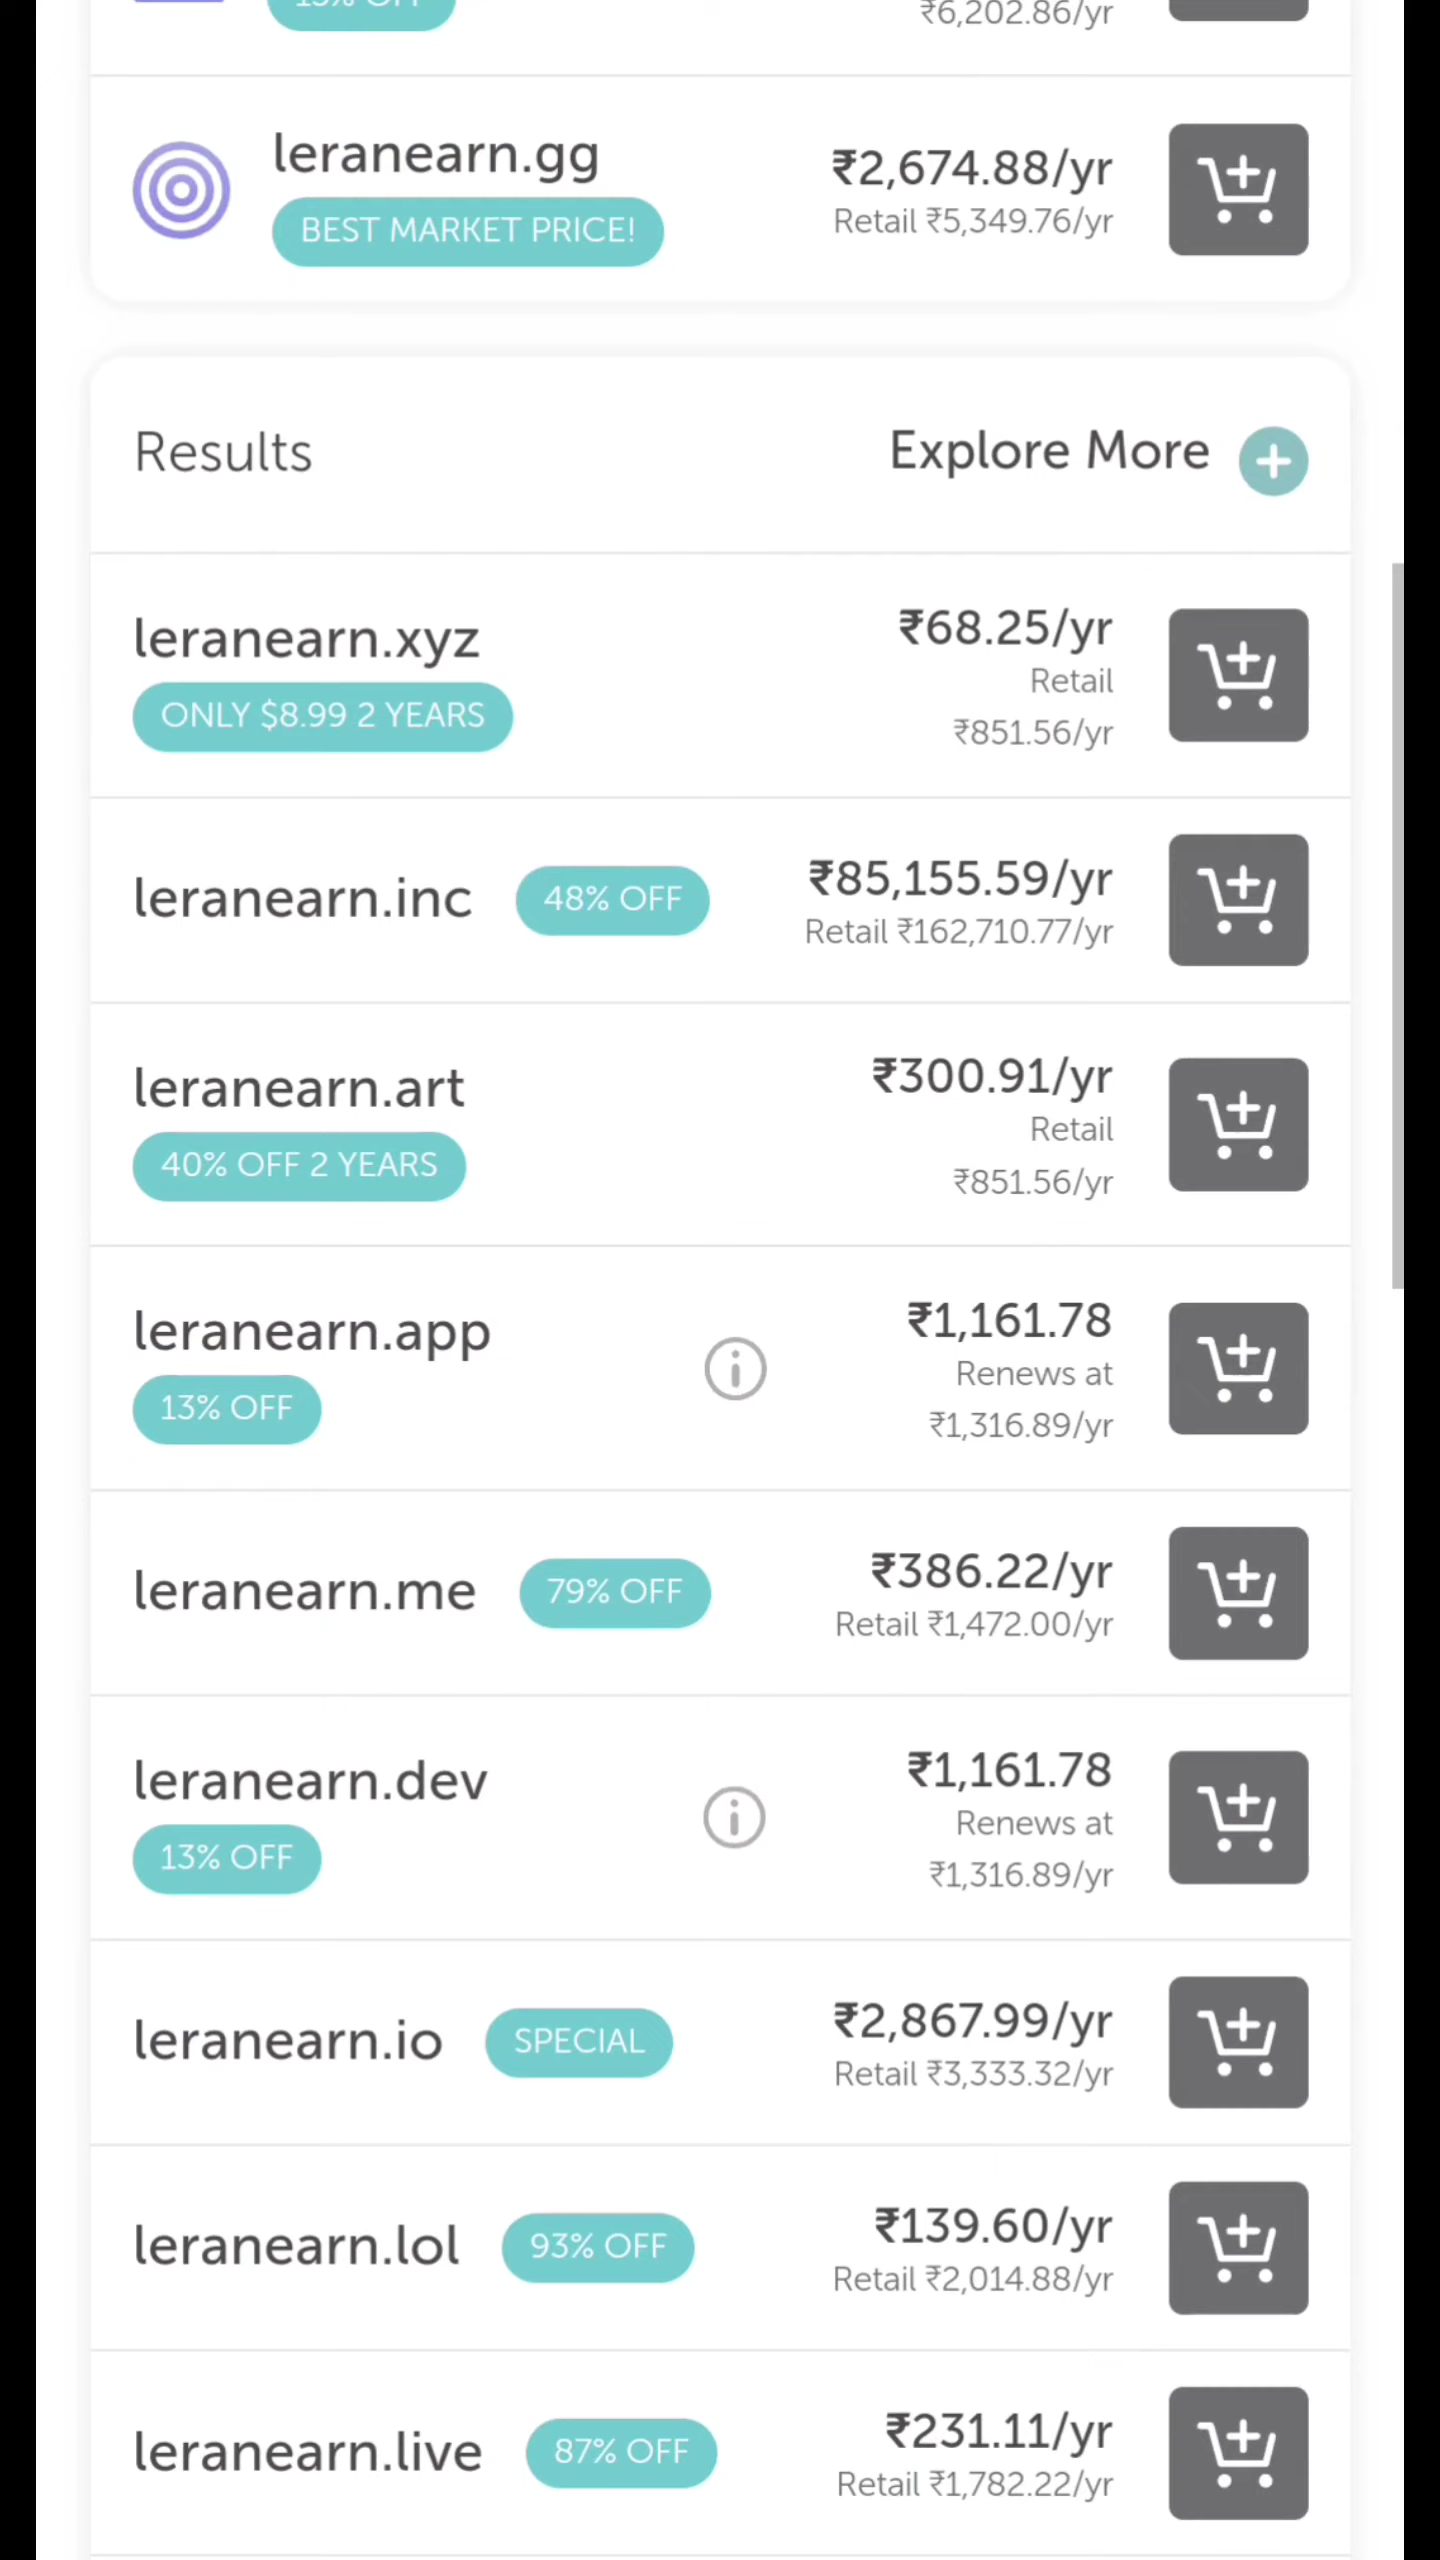 15% OFF
₹6,202.86/yr
leranearn.gg
BEST MARKET PRICE!
₹2,674.88/yr
Retail ₹5,349.76/yr
Results
Explore More
leranearn.xyz
ONLY $8.99 2 YEARS
₹68.25/yr
Retail
₹851.56/yr
leranearn.inc
48% OFF
₹85,155.59/yr
Retail ₹162,710.77/yr
leranearn.art
40% OFF 2 YEARS
₹300.91/yr
Retail
₹851.56/yr
leranearn.app
13% OFF
₹1,161.78
Renews at
₹1,316.89/yr
leranearn.me
79% OFF
₹386.22/yr
Retail ₹1,472.00/yr
leranearn.dev
13% OFF
₹1,161.78
Renews at
₹1,316.89/yr
leranearn.io
SPECIAL
₹2,867.99/yr
Retail ₹3,333.32/yr
leranearn.lol
93% OFF
₹139.60/yr
Retail ₹2,014.88/yr
leranearn.live
87% OFF
₹231.11/yr
Retail ₹1,782.22/yr